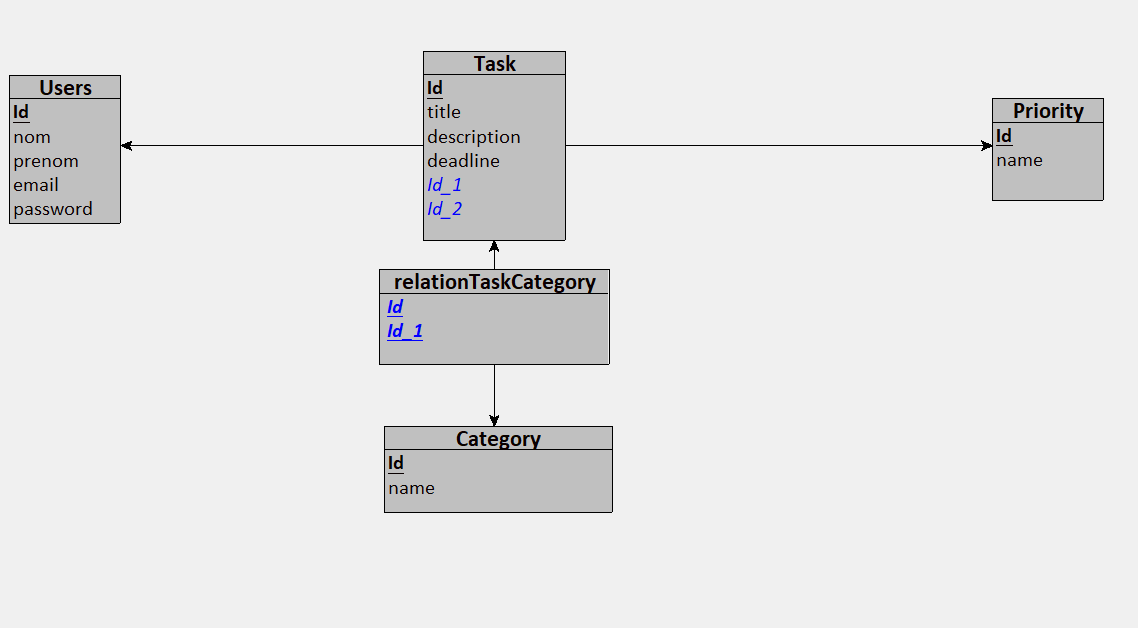 Users
Id
nom
prenom
email
password
Task
Id
title
description
deadline
Id_1
Id_2
Priority
Id
name
relationTaskCategory
Id
Id_1
Category
Id
name